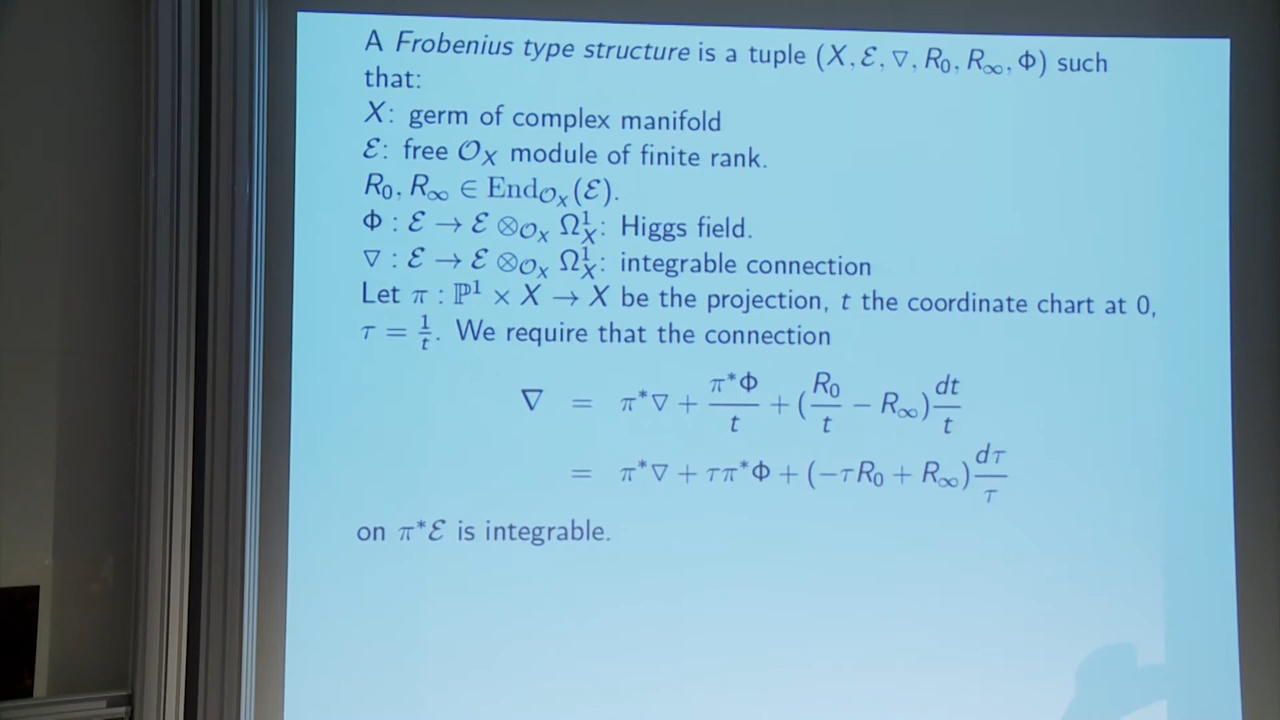 A Frobenius type structure is a tuple (X, ℰ, ∇, R₀, R∞, Φ) such
that:
X: germ of complex manifold
ℰ: free 𝒪_X module of finite rank.
R₀, R∞ ∈ End_{𝒪_X}(ℰ).
Φ : ℰ → ℰ ⊗_{𝒪_X} Ω¹_X: Higgs field.
∇ : ℰ → ℰ ⊗_{𝒪_X} Ω¹_X: integrable connection
Let π : ℙ¹ × X → X be the projection, t the coordinate chart at 0,
τ = 1/t. We require that the connection
∇ = π*∇ + π*Φ/t + (R₀/t − R∞) dt/t
= π*∇ + τπ*Φ + (−τR₀ + R∞) dτ/τ
on π*ℰ is integrable.